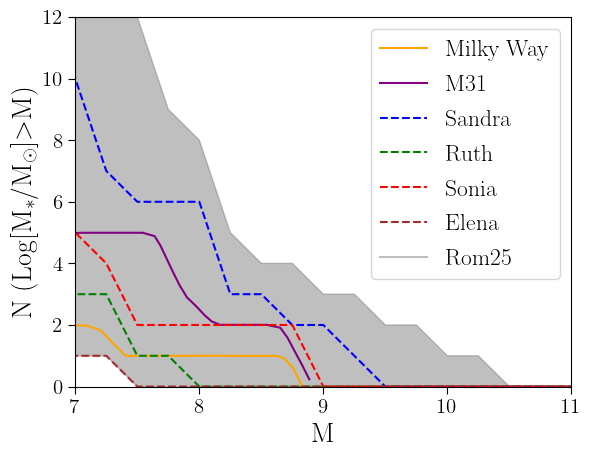 12
10
8
6
4
2
0
N (Log[M*/M⊙]>M)
7
8
9
10
11
M
Milky Way
M31
Sandra
Ruth
Sonia
Elena
Rom25